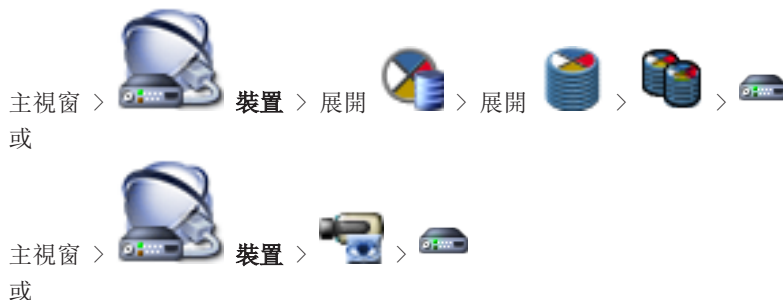 主視窗 > 裝置 > 展開 > 展開 > >
或
主視窗 > 裝置 > >
或